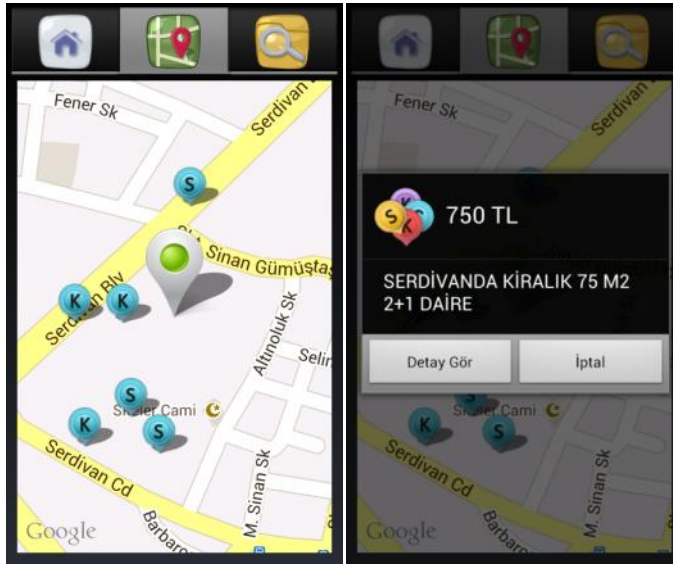 Fener Sk
Serdivan
S
Sinan Gümüştaş
K
K
Serdivan Blv
Altınoluk Sk
Selin
S
Cami
K
S
Serdivan Cd
M. Sinan Sk
Barbaro
Google
Fener Sk
Serdivan
750 TL
SERDİVANDA KİRALIK 75 M2
2+1 DAİRE
Detay Gör
İptal
Cami
K
S
Serdivan Cd
M. Sinan Sk
Barbaro
Google